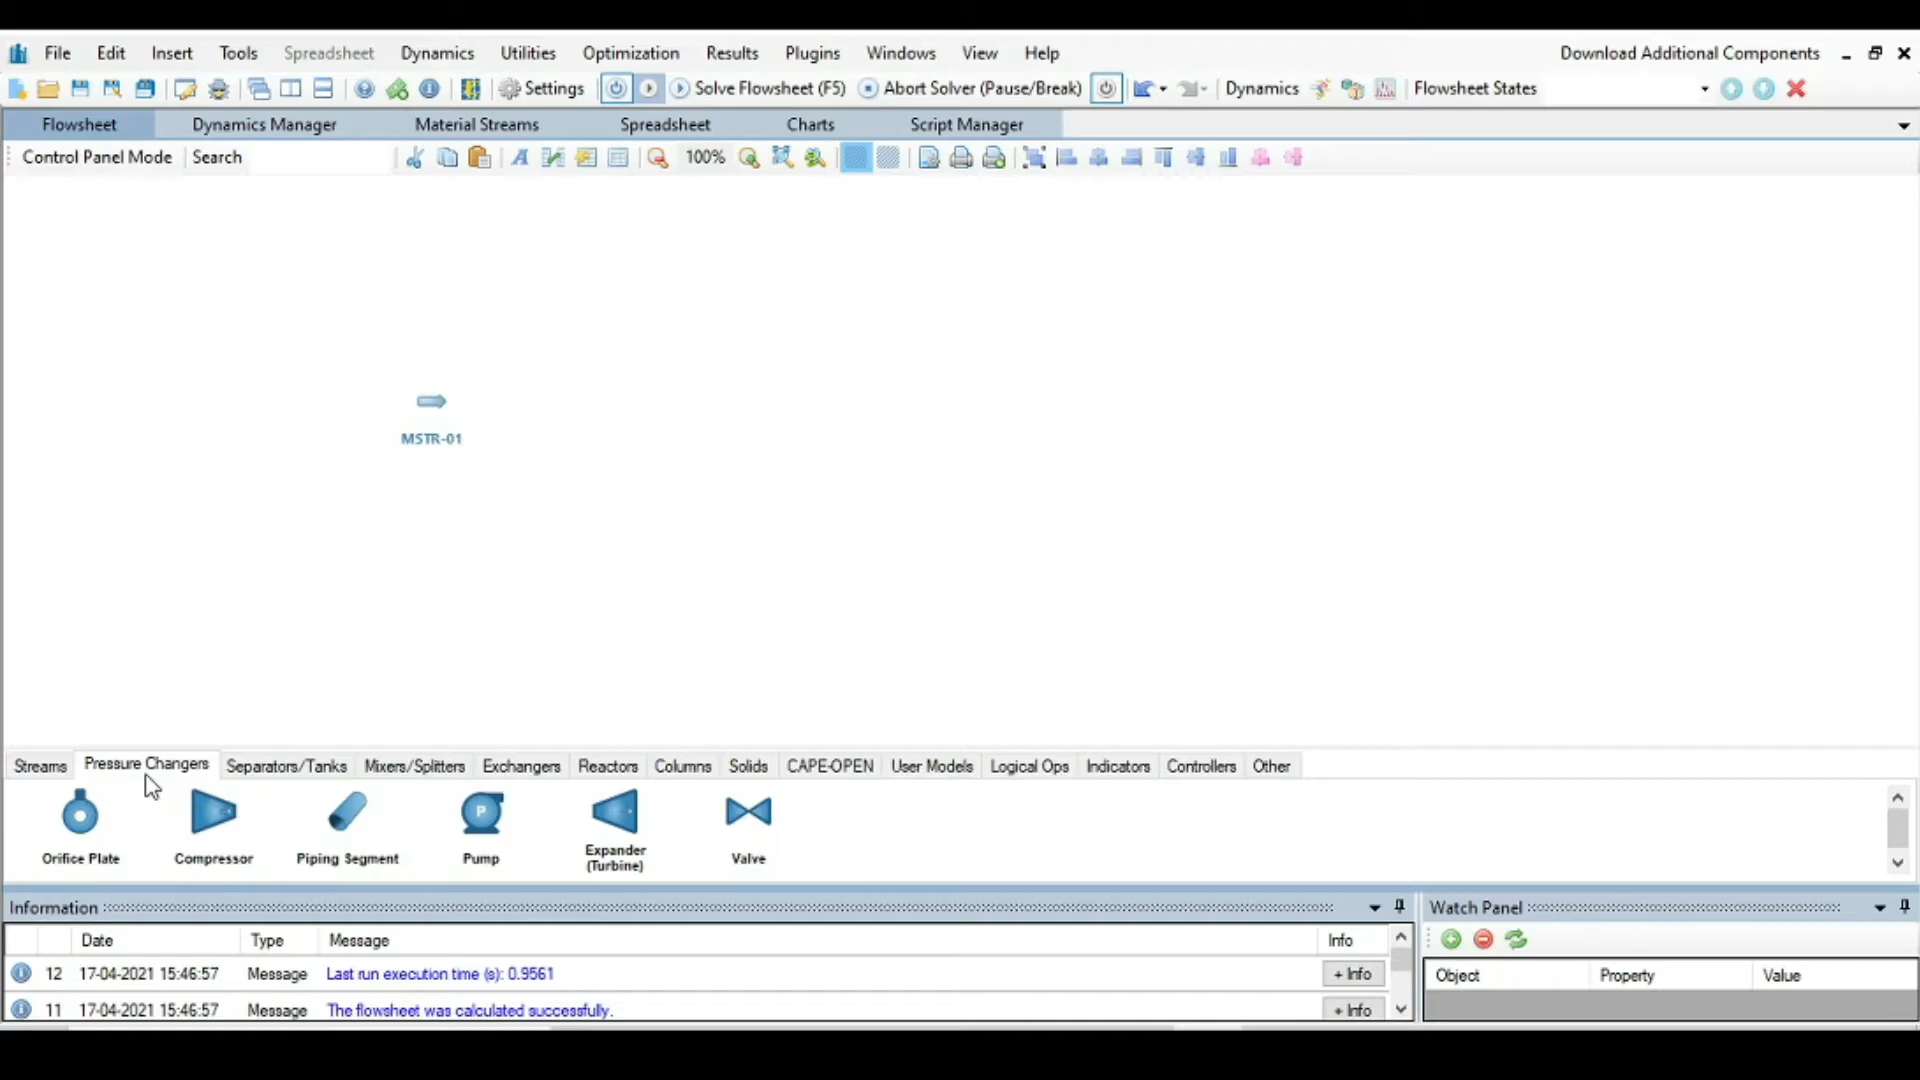 File Edit Insert Tools Spreadsheet Dynamics Utilities Optimization Results Plugins Windows View Help Download Additional Components
Settings Solve Flowsheet (F5) Abort Solver (Pause/Break) Dynamics Flowsheet States
Flowsheet Dynamics Manager Material Streams Spreadsheet Charts Script Manager
Control Panel Mode Search 100%
MSTR-01
Streams Pressure Changers Separators/Tanks Mixers/Splitters Exchangers Reactors Columns Solids CAPE-OPEN User Models Logical Ops Indicators Controllers Other
P
Orifice Plate Compressor Piping Segment Pump Expander (Turbine) Valve
Information Watch Panel
Date Type Message Info
12 17-04-2021 15:46:57 Message Last run execution time (s): 0.9561 + Info
Object Property Value
11 17-04-2021 15:46:57 Message The flowsheet was calculated successfully. + Info